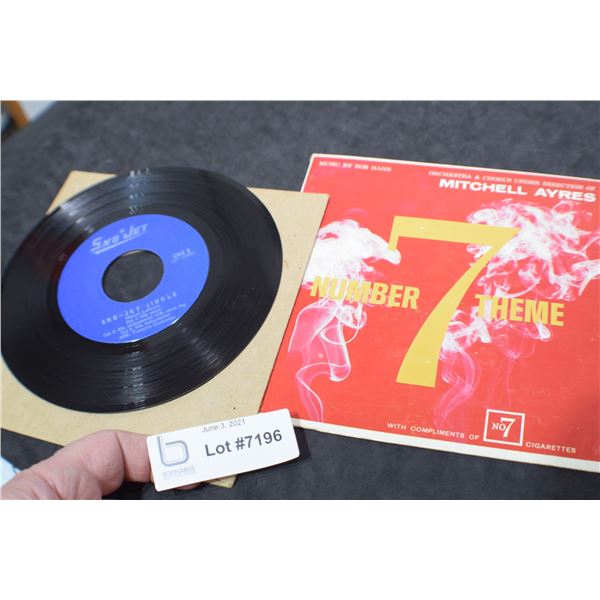 SNO JET
SNO-JET JINGLE
MUSIC BY BOB HAHN
ORCHESTRA & CHORUS UNDER DIRECTION OF
MITCHELL AYRES
7
NUMBER THEME
WITH COMPLIMENTS OF NO 7 CIGARETTES
June 3, 2021
Lot #7196
b
BODNARUS